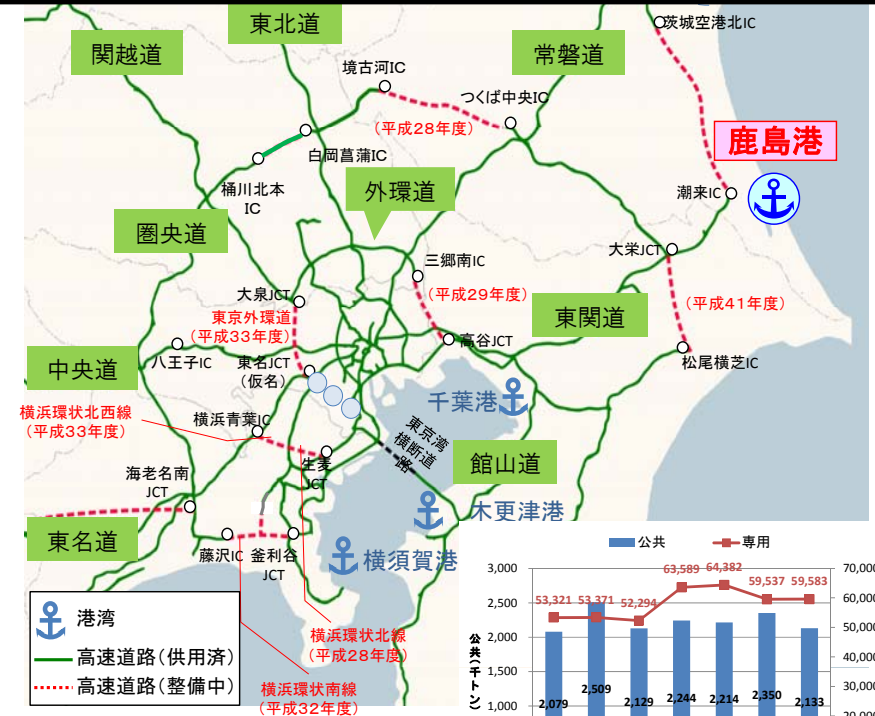 茨城空港北IC
東北道
関越道
常磐道
境古河IC
つくば中央IC
(平成28年度)
鹿島港
白岡菖蒲IC
桶川北本
IC
外環道
潮来IC
圏央道
大栄JCT
三郷南IC
大泉JCT
(平成29年度)
(平成41年度)
東京外環道
(平成33年度)
東関道
高谷JCT
八王子IC
東名JCT
(仮名)
松尾横芝IC
中央道
千葉港
横浜環状北西線
(平成33年度)
横浜青葉IC
東京湾
横断道
路
館山道
生麦
JCT
海老名南
JCT
木更津港
東名道
藤沢IC
釜利谷
JCT
横須賀港
港湾
高速道路(供用済)
高速道路(整備中)
横浜環状北線
(平成28年度)
横浜環状南線
(平成32年度)
公共
専用
3,000
2,500
2,000
1,500
1,000
公共(千トン)
70,000
60,000
50,000
40,000
30,000
20,000
53,321
53,371
52,294
63,589
64,382
59,537
59,583
2,079
2,509
2,129
2,244
2,214
2,350
2,133